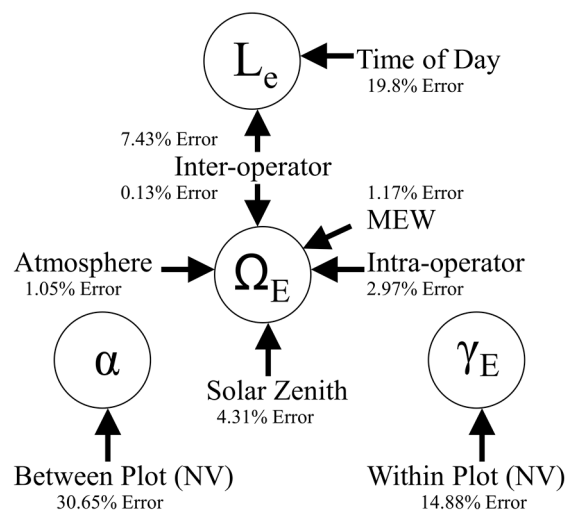 Le
Time of Day
19.8% Error
7.43% Error
Inter-operator
0.13% Error
1.17% Error
MEW
Atmosphere
1.05% Error
ΩE
Intra-operator
2.97% Error
α
γE
Solar Zenith
4.31% Error
Between Plot (NV)
30.65% Error
Within Plot (NV)
14.88% Error